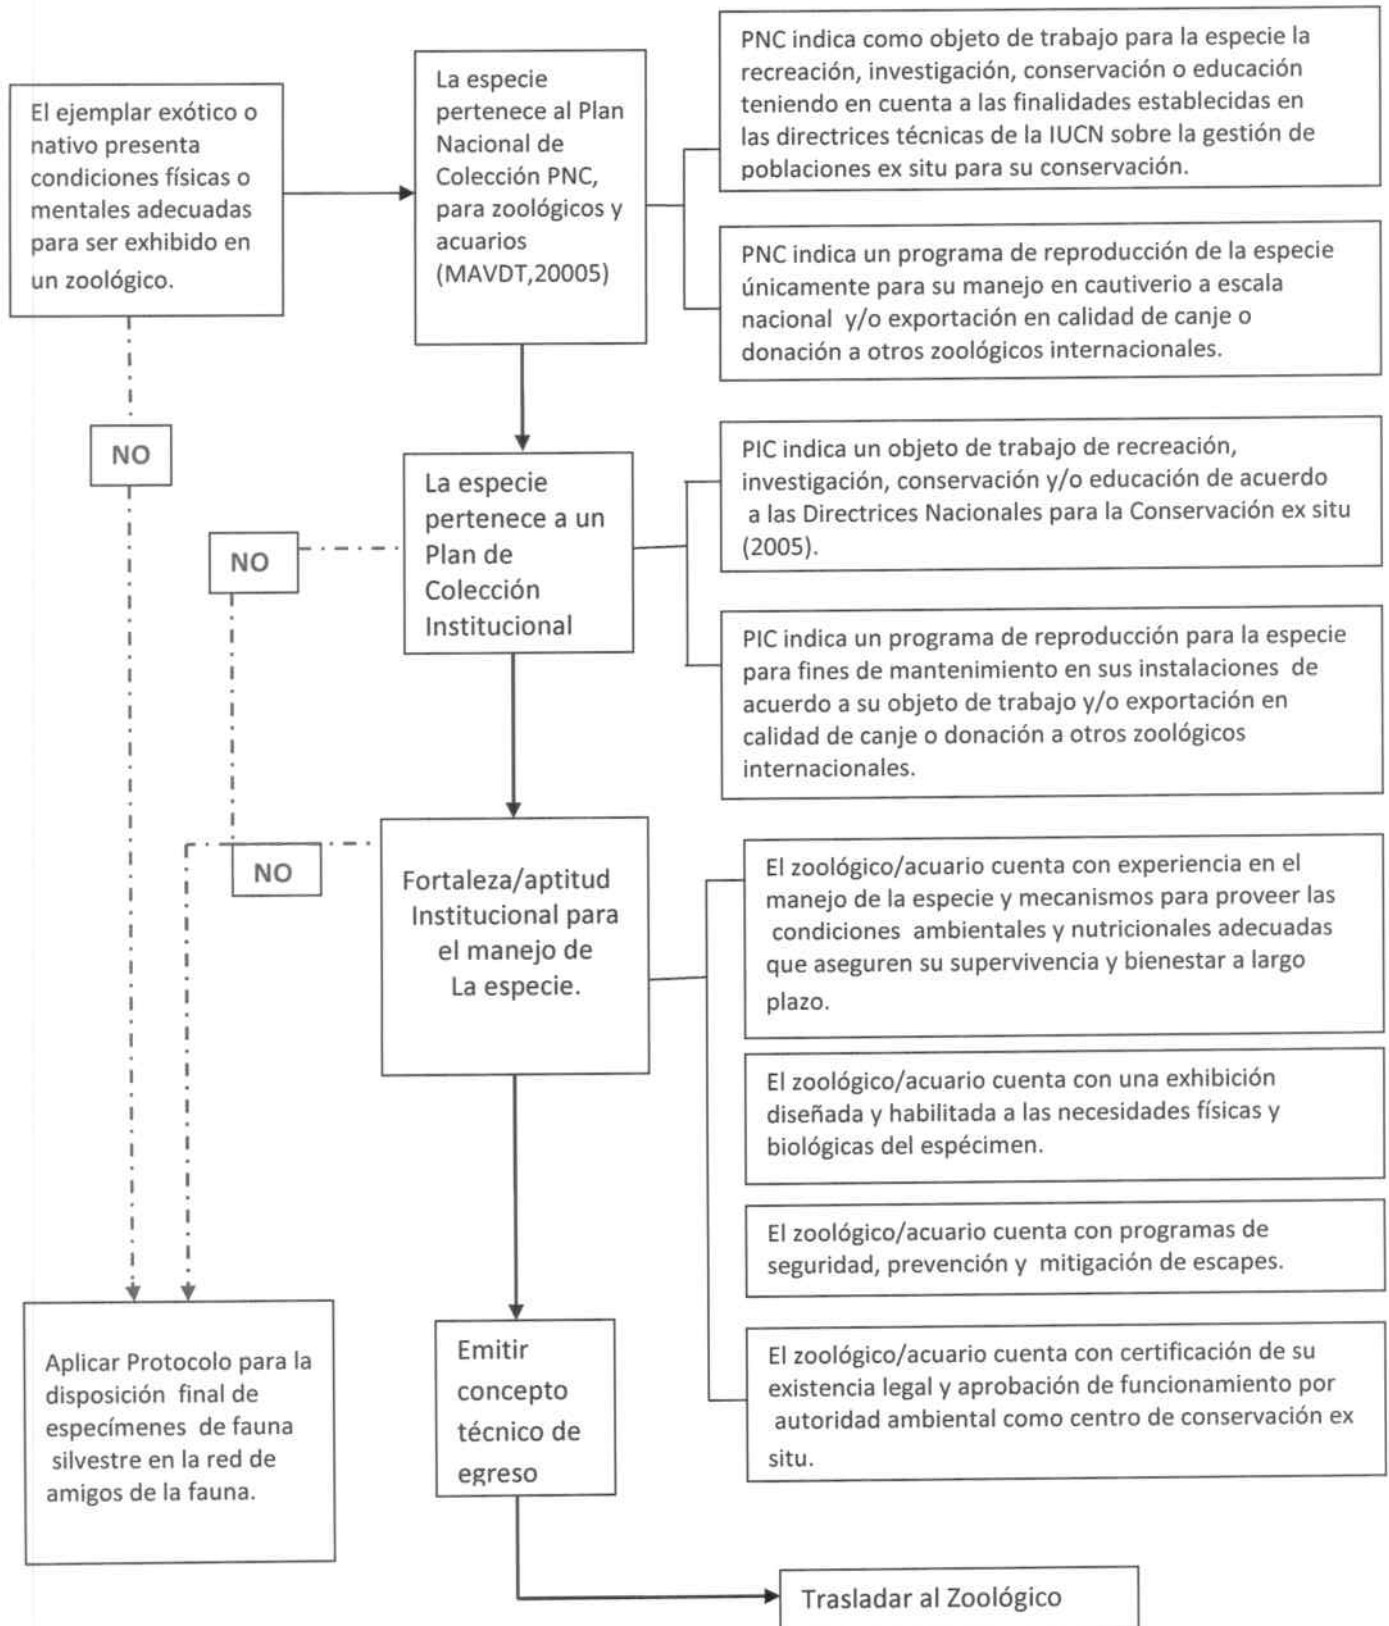 El ejemplar exótico o
nativo presenta
condiciones físicas o
mentales adecuadas
para ser exhibido en
un zoológico.
La especie
pertenece al Plan
Nacional de
Colección PNC,
para zoológicos y
acuarios
(MAVDT,20005)
PNC indica como objeto de trabajo para la especie la
recreación, investigación, conservación o educación
teniendo en cuenta a las finalidades establecidas en
las directrices técnicas de la IUCN sobre la gestión de
poblaciones ex situ para su conservación.
PNC indica un programa de reproducción de la especie
únicamente para su manejo en cautiverio a escala
nacional y/o exportación en calidad de canje o
donación a otros zoológicos internacionales.
NO
La especie
pertenece a un
Plan de
Colección
Institucional
NO
PIC indica un objeto de trabajo de recreación,
investigación, conservación y/o educación de acuerdo
a las Directrices Nacionales para la Conservación ex situ
(2005).
PIC indica un programa de reproducción para la especie
para fines de mantenimiento en sus instalaciones de
acuerdo a su objeto de trabajo y/o exportación en
calidad de canje o donación a otros zoológicos
internacionales.
NO
Fortaleza/aptitud
Institucional para
el manejo de
La especie.
El zoológico/acuario cuenta con experiencia en el
manejo de la especie y mecanismos para proveer las
condiciones ambientales y nutricionales adecuadas
que aseguren su supervivencia y bienestar a largo
plazo.
El zoológico/acuario cuenta con una exhibición
diseñada y habilitada a las necesidades físicas y
biológicas del espécimen.
El zoológico/acuario cuenta con programas de
seguridad, prevención y mitigación de escapes.
El zoológico/acuario cuenta con certificación de su
existencia legal y aprobación de funcionamiento por
autoridad ambiental como centro de conservación ex
situ.
Aplicar Protocolo para la
disposición final de
especímenes de fauna
silvestre en la red de
amigos de la fauna.
Emitir
concepto
técnico de
egreso
Trasladar al Zoológico